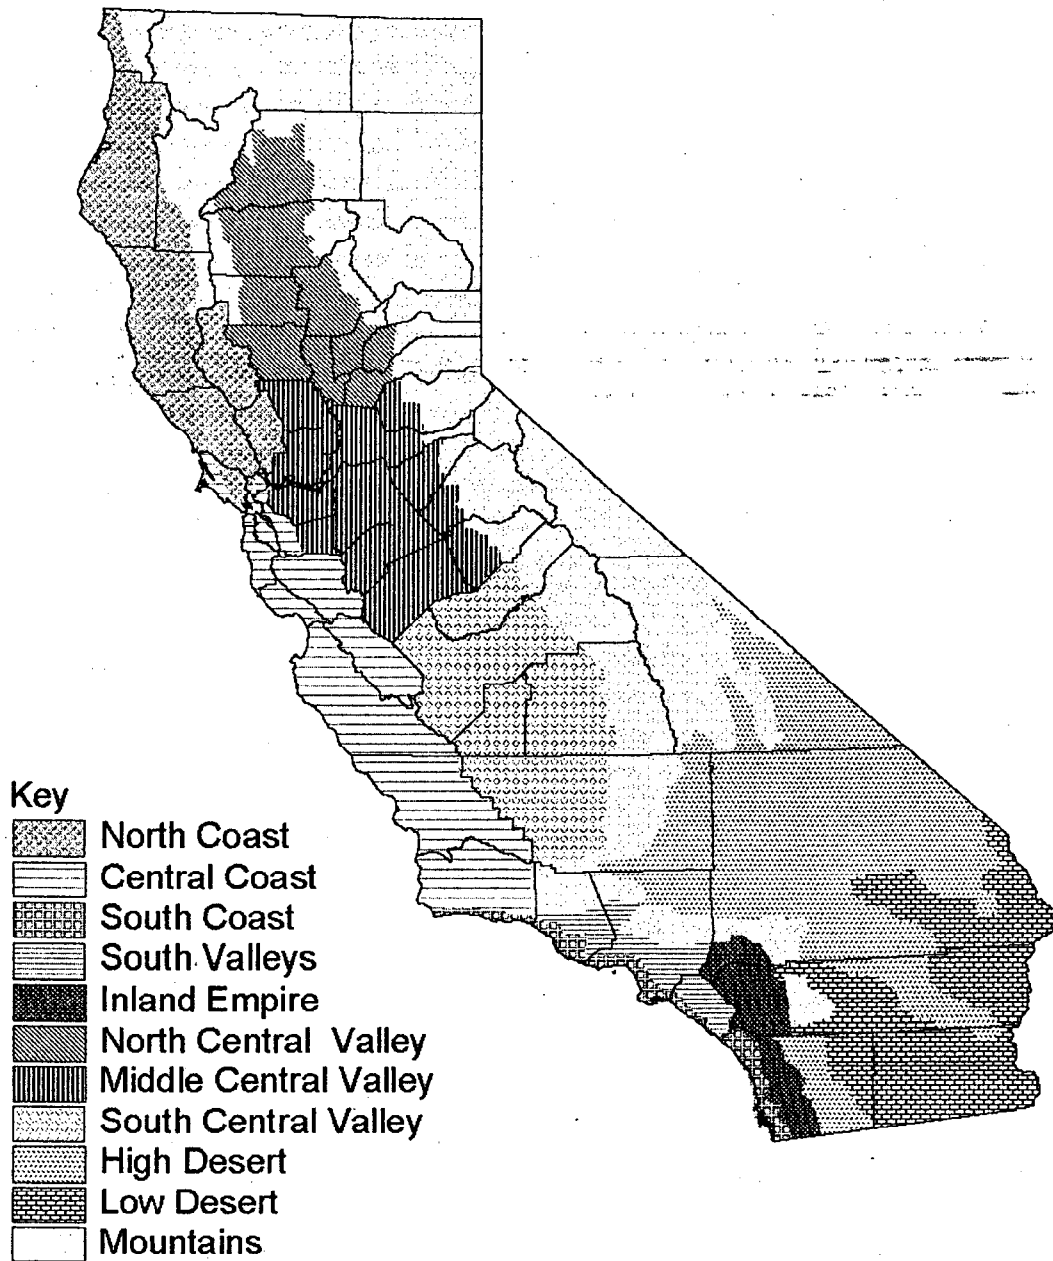 Key
North Coast
Central Coast
South Coast
South Valleys
Inland Empire
North Central Valley
Middle Central Valley
South Central Valley
High Desert
Low Desert
Mountains